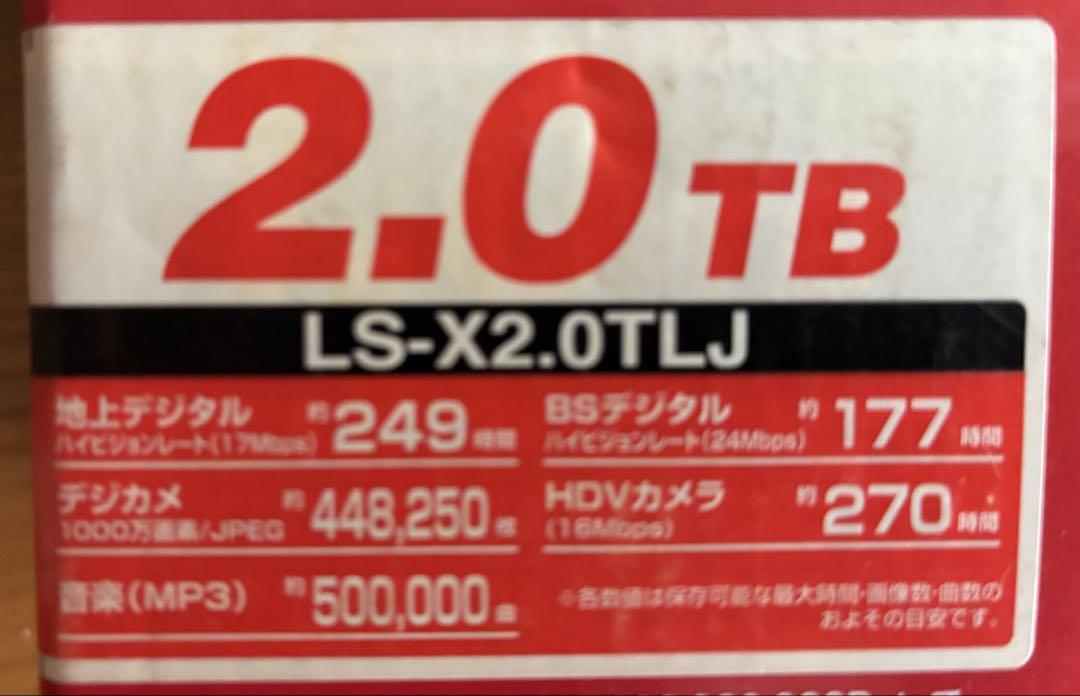 2.0 TB
LS-X2.0TLJ
地上デジタル
ハイビジョンレート(17Mbps)
約249時間
BSデジタル
ハイビジョンレート(24Mbps)
約177時間
デジカメ
1000万画素/JPEG
約448,250枚
HDVカメラ
(16Mbps)
約270時間
音楽(MP3)
約500,000曲
※各数値は保存可能な最大時間・画像数・曲数の
およその目安です。